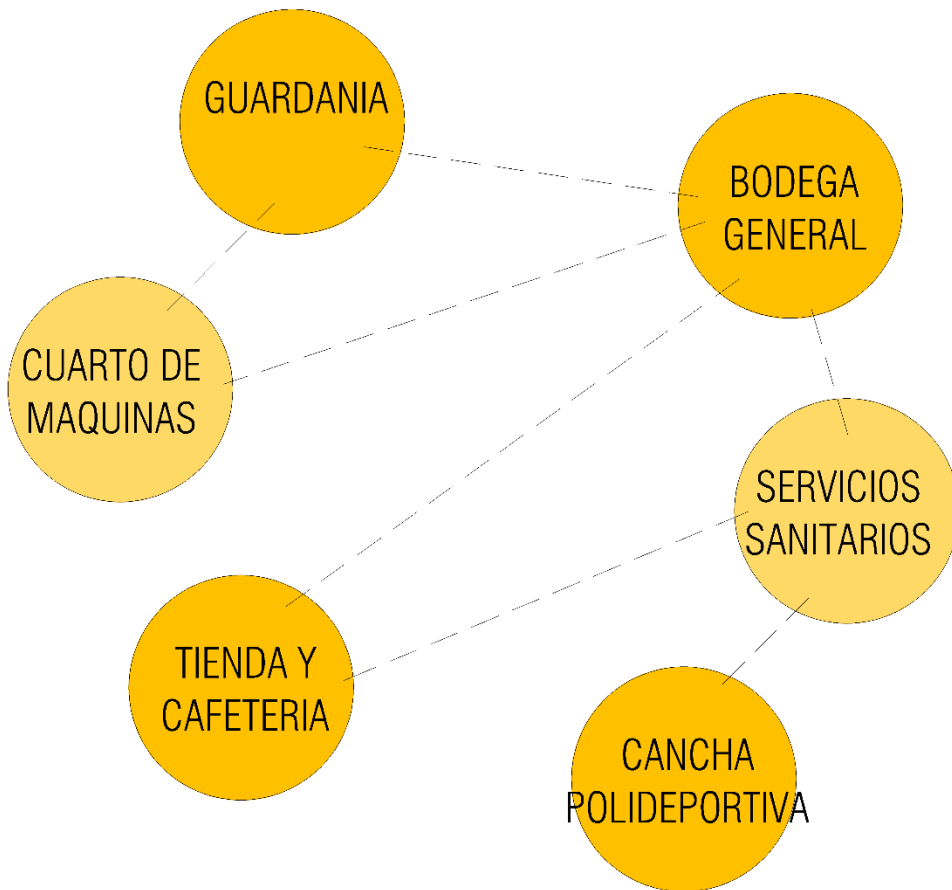 GUARDANIA
BODEGA
GENERAL
CUARTO DE
MAQUINAS
SERVICIOS
SANITARIOS
TIENDA Y
CAFETERIA
CANCHA
POLIDEPORTIVA